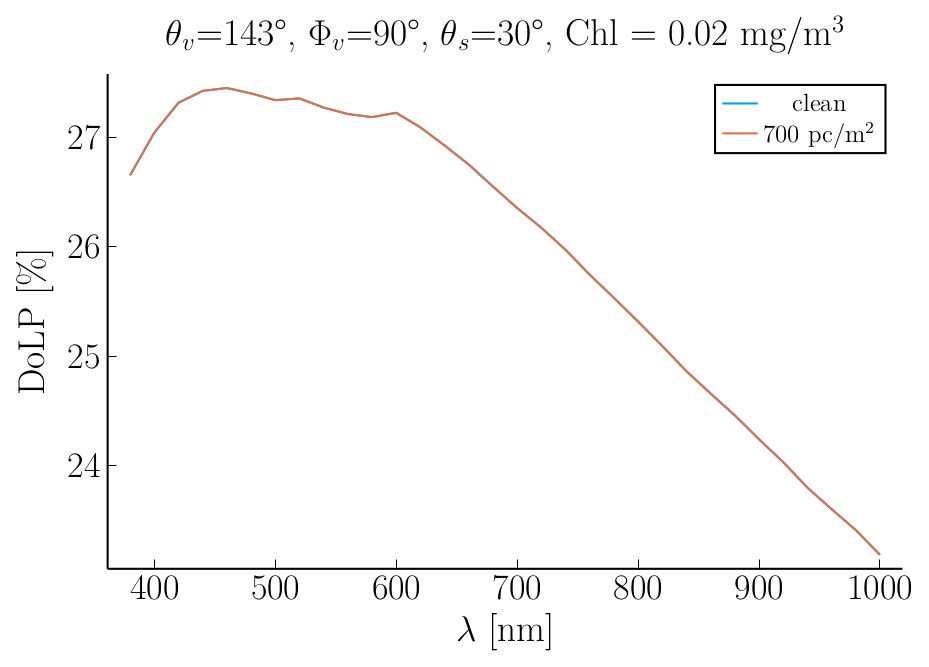 θᵥ=143°, Φᵥ=90°, θₛ=30°, Chl = 0.02 mg/m³
clean
700 pc/m²
27
26
25
24
DoLP [%]
400 500 600 700 800 900 1000
λ [nm]